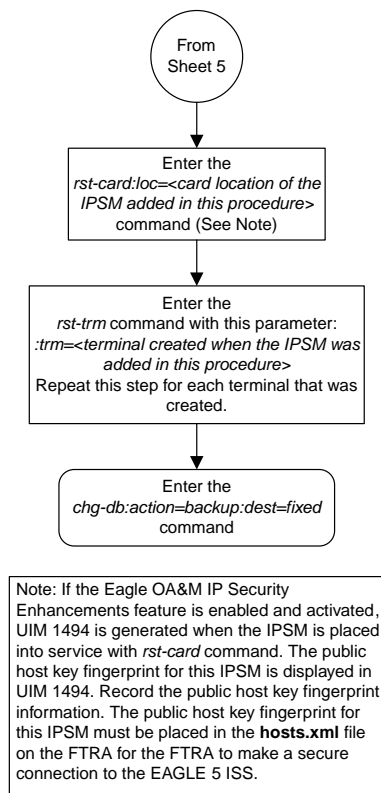 From
Sheet 5
Enter the
rst-card:loc=<card location of the
IPSM added in this procedure>
command (See Note)
Enter the
rst-trm command with this parameter:
:trm=<terminal created when the IPSM was
added in this procedure>
Repeat this step for each terminal that was
created.
Enter the
chg-db:action=backup:dest=fixed
command
Note: If the Eagle OA&M IP Security
Enhancements feature is enabled and activated,
UIM 1494 is generated when the IPSM is placed
into service with rst-card command. The public
host key fingerprint for this IPSM is displayed in
UIM 1494. Record the public host key fingerprint
information. The public host key fingerprint for
this IPSM must be placed in the hosts.xml file
on the FTRA for the FTRA to make a secure
connection to the EAGLE 5 ISS.